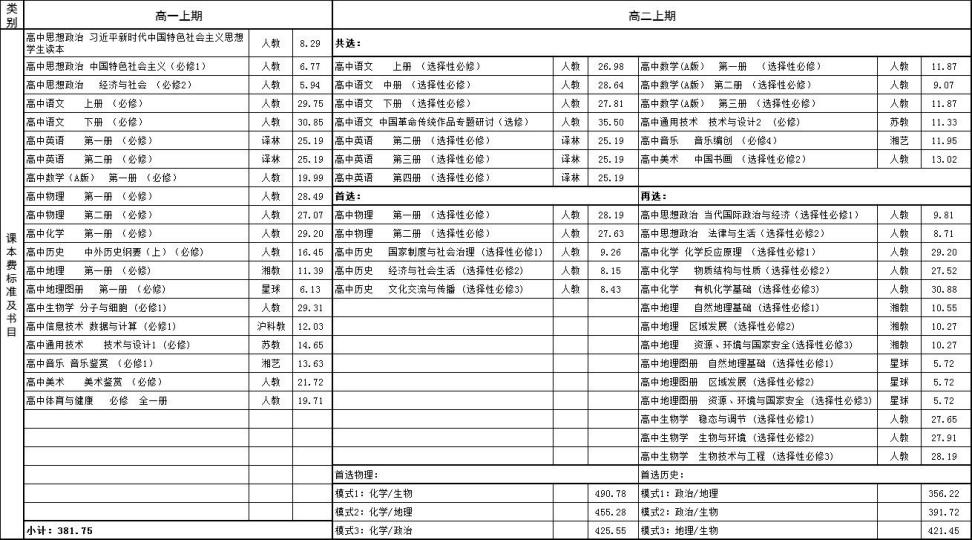 类别 高一上期 高二上期
课本费标准及书目
高中思想政治 习近平新时代中国特色社会主义思想学生读本 人教 8.29
高中思想政治 中国特色社会主义（必修1） 人教 6.77
高中思想政治 经济与社会 （必修2） 人教 5.94
高中语文 上册 （必修） 人教 29.75
高中语文 下册 （必修） 人教 30.85
高中英语 第一册 （必修） 译林 25.19
高中英语 第二册 （必修） 译林 25.19
高中英语 第三册 （必修） 译林 25.19
高中数学（A版） 第一册 （必修） 人教 19.99
高中物理 第一册 （必修） 人教 28.49
高中物理 第二册 （必修） 人教 27.07
高中化学 第一册 （必修） 人教 29.20
高中历史 中外历史纲要（上）（必修） 人教 16.45
高中地理 第一册 （必修） 湘教 11.39
高中地理图册 第一册 （必修） 星球 6.13
高中生物学 分子与细胞（必修1） 人教 29.31
高中信息技术 数据与计算（必修1） 沪科教 12.03
高中通用技术 技术与设计1（必修） 苏教 14.65
高中音乐 音乐鉴赏 （必修1） 湘艺 13.63
高中美术 美术鉴赏 （必修） 人教 21.72
高中体育与健康 必修 全一册 人教 19.71
小计：381.75
共选：
高中语文 上册 （选择性必修） 人教 26.98
高中语文 中册 （选择性必修） 人教 28.64
高中语文 下册 （选择性必修） 人教 27.81
高中语文 中国革命传统作品专题研讨（选修） 人教 35.50
高中英语 第二册 （选择性必修） 译林 25.19
高中英语 第三册 （选择性必修） 译林 25.19
高中英语 第四册 （选择性必修） 译林 25.19
高中数学(A版) 第一册 （选择性必修） 人教 11.87
高中数学(A版) 第二册 （选择性必修） 人教 9.07
高中数学(A版) 第三册 （选择性必修） 人教 11.87
高中通用技术 技术与设计2 （必修） 苏教 11.33
高中音乐 音乐编创 （必修4） 湘艺 11.95
高中美术 中国书画 （选择性必修2） 人教 13.02
首选：
高中物理 第一册 （选择性必修） 人教 28.19
高中物理 第二册 （选择性必修） 人教 27.63
高中历史 国家制度与社会治理（选择性必修1） 人教 9.26
高中历史 经济与社会生活（选择性必修2） 人教 8.15
高中历史 文化交流与传播（选择性必修3） 人教 8.43
再选：
高中思想政治 当代国际政治与经济（选择性必修1） 人教 9.81
高中思想政治 法律与生活（选择性必修2） 人教 8.71
高中化学 化学反应原理 （选择性必修1） 人教 29.20
高中化学 物质结构与性质（选择性必修2） 人教 27.52
高中化学 有机化学基础（选择性必修3） 人教 30.88
高中地理 自然地理基础（选择性必修1） 湘教 10.55
高中地理 区域发展（选择性必修2） 湘教 10.27
高中地理 资源、环境与国家安全(选择性必修3) 湘教 10.27
高中地理图册 自然地理基础（选择性必修1） 星球 5.72
高中地理图册 区域发展（选择性必修2） 星球 5.72
高中地理图册 资源、环境与国家安全（选择性必修3） 星球 5.72
高中生物学 稳态与调节（选择性必修1） 人教 27.65
高中生物学 生物与环境（选择性必修2） 人教 27.91
高中生物学 生物技术与工程（选择性必修3） 人教 28.19
首选物理：
模式1：化学/生物 490.78
模式2：化学/地理 455.28
模式3：化学/政治 425.55
首选历史：
模式1：政治/地理 356.22
模式2：政治/生物 391.72
模式3：地理/生物 421.45